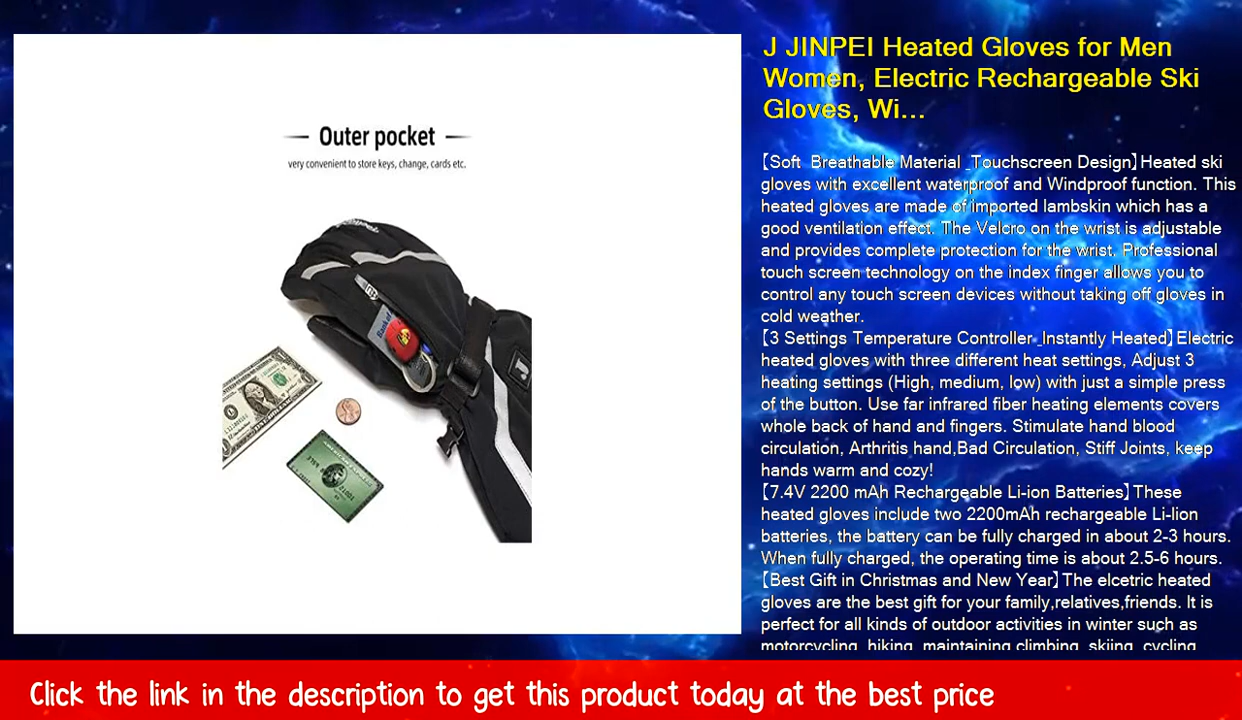 Outer pocket
very convenient to store keys, change, cards etc.
J JINPEI Heated Gloves for Men
Women, Electric Rechargeable Ski
Gloves, Wi...
【Soft Breathable Material _Touchscreen Design】Heated ski
gloves with excellent waterproof and Windproof function. This
heated gloves are made of imported lambskin which has a
good ventilation effect. The Velcro on the wrist is adjustable
and provides complete protection for the wrist. Professional
touch screen technology on the index finger allows you to
control any touch screen devices without taking off gloves in
cold weather.
【3 Settings Temperature Controller _Instantly Heated】Electric
heated gloves with three different heat settings, Adjust 3
heating settings (High, medium, low) with just a simple press
of the button. Use far infrared fiber heating elements covers
whole back of hand and fingers. Stimulate hand blood
circulation, Arthritis hand,Bad Circulation, Stiff Joints, keep
hands warm and cozy!
【7.4V 2200 mAh Rechargeable Li-ion Batteries】These
heated gloves include two 2200mAh rechargeable Li-Iion
batteries, the battery can be fully charged in about 2-3 hours.
When fully charged, the operating time is about 2.5-6 hours.
【Best Gift in Christmas and New Year】The elcetric heated
gloves are the best gift for your family,relatives,friends. It is
perfect for all kinds of outdoor activities in winter such as
motorcycling, hiking, maintaining climbing, skiing, cycling,
Click the link in the description to get this product today at the best price